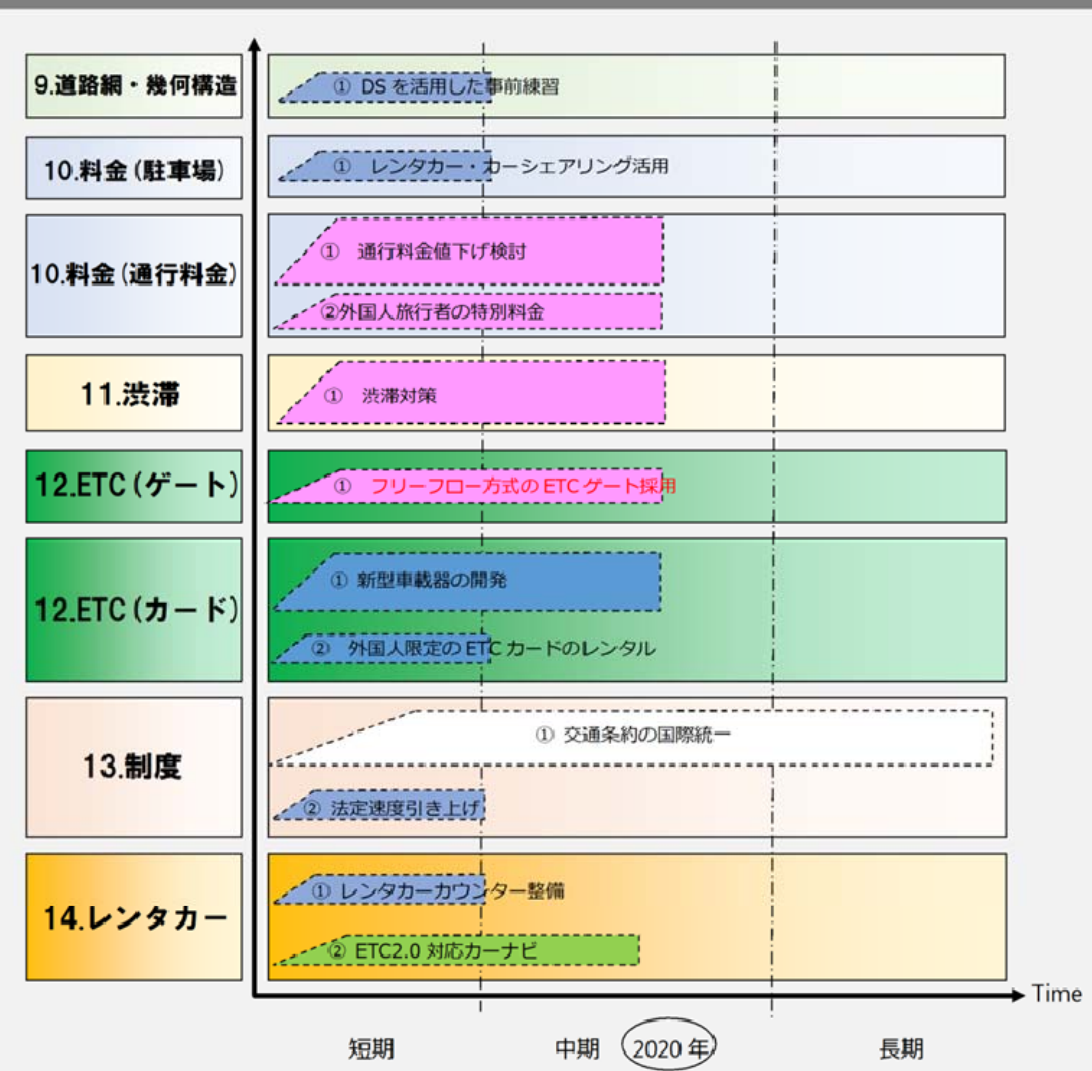 9.道路網・幾何構造
① DSを活用した事前練習
10.料金(駐車場)
① レンタカー・カーシェアリング活用
10.料金(通行料金)
① 通行料金値下げ検討
②外国人旅行者の特別料金
11.渋滞
① 渋滞対策
12.ETC(ゲート)
① フリーフロー方式のETCゲート採用
12.ETC(カード)
① 新型車載器の開発
② 外国人限定のETCカードのレンタル
13.制度
① 交通条約の国際統一
② 法定速度引き上げ
14.レンタカー
① レンタカーカウンター整備
② ETC2.0対応カーナビ
Time
短期 中期 2020年 長期